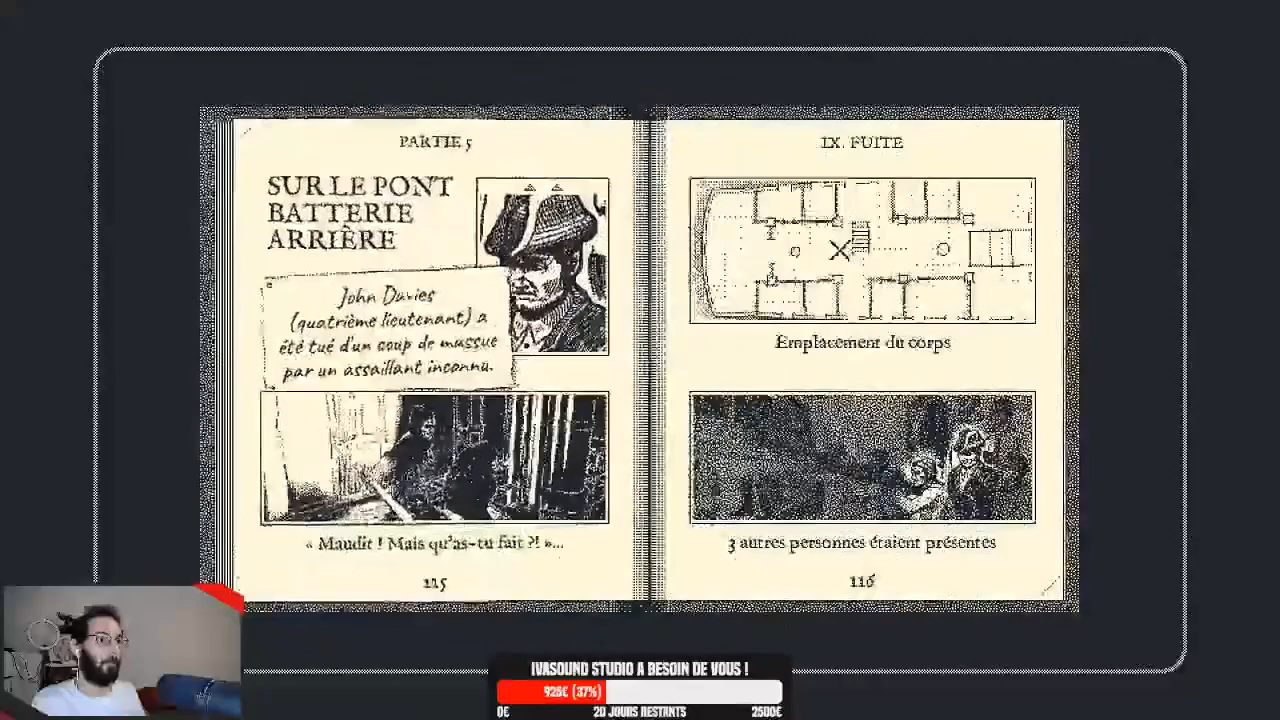 PARTIE 5
SUR LE PONT
BATTERIE
ARRIÈRE
John Davies
(quatrième lieutenant) a
été tué d'un coup de massue
par un assaillant inconnu.
« Maudit ! Mais qu'as-tu fait ?! »...
115
IX. FUITE
Emplacement du corps
3 autres personnes étaient présentes
116
IVASOUND STUDIO A BESOIN DE VOUS !
928€ (37%)
0€ 20 JOURS RESTANTS 2500€